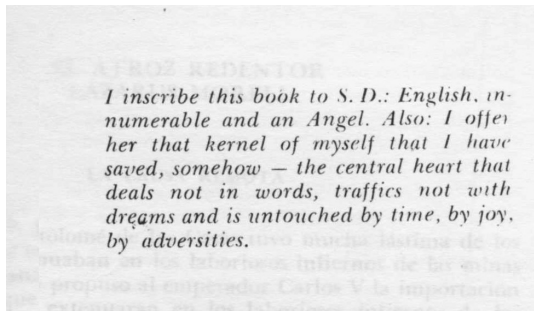 I inscribe this book to S. D.: English, in-
numerable and an Angel. Also: I offer
her that kernel of myself that I have
saved, somehow — the central heart that
deals not in words, traffics not with
dreams and is untouched by time, by joy,
by adversities.